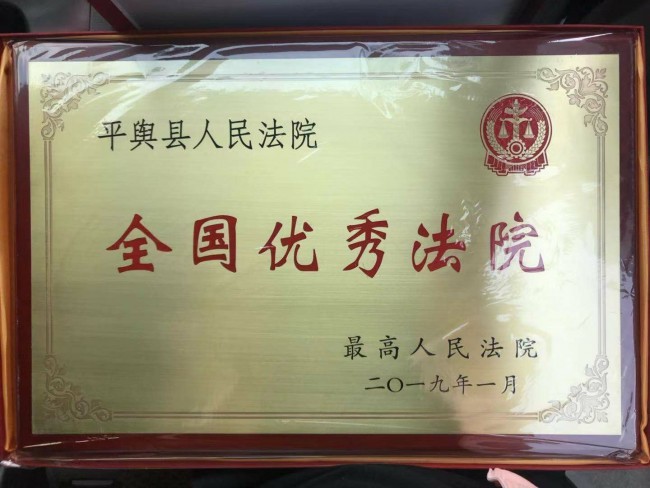 平舆县人民法院
全国优秀法院
最高人民法院
二〇一九年一月